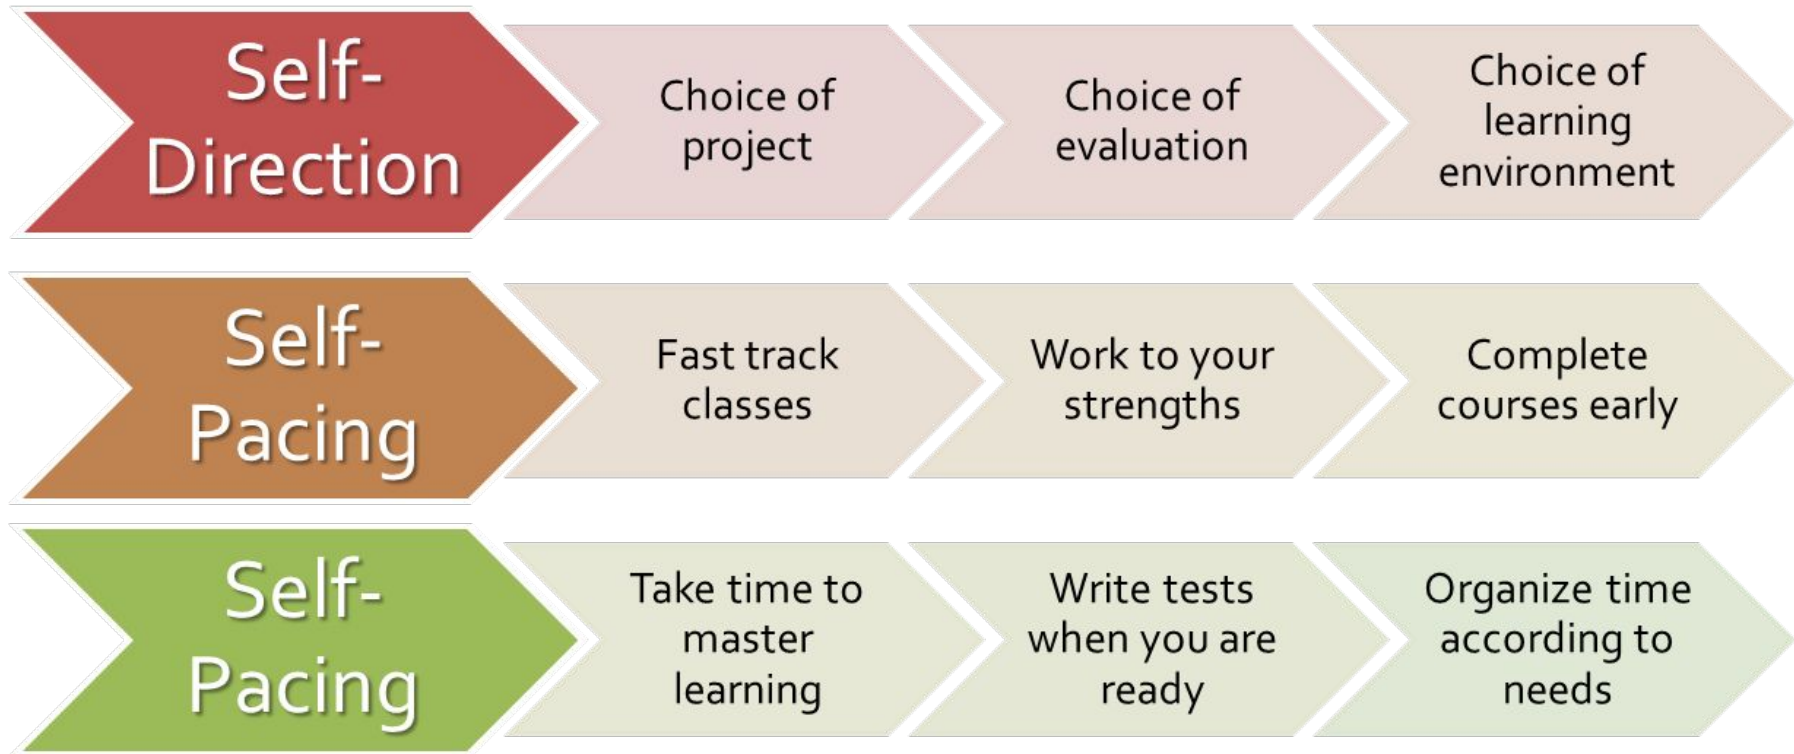 Self-
Direction
Choice of
project
Choice of
evaluation
Choice of
learning
environment
Self-
Pacing
Fast track
classes
Work to your
strengths
Complete
courses early
Self-
Pacing
Take time to
master
learning
Write tests
when you are
ready
Organize time
according to
needs